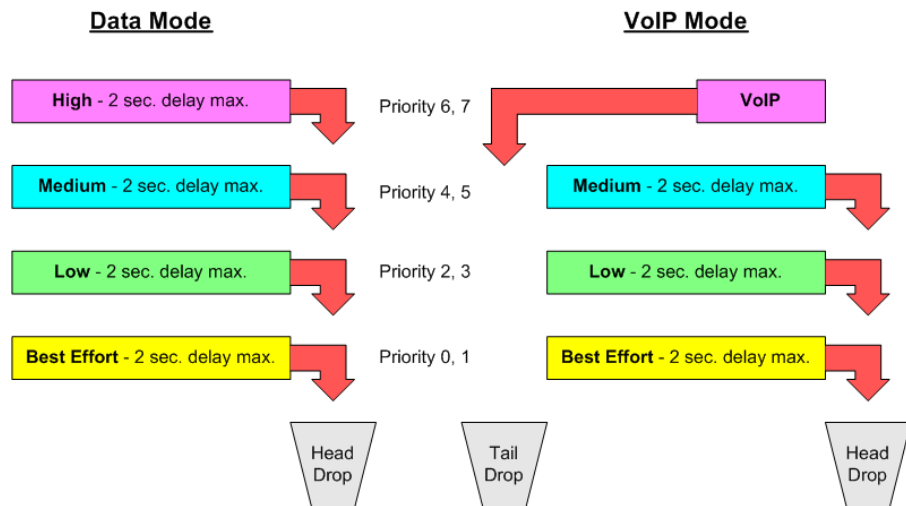 Data Mode
VoIP Mode
High - 2 sec. delay max.
Priority 6, 7
VoIP
Medium - 2 sec. delay max.
Priority 4, 5
Medium - 2 sec. delay max.
Low - 2 sec. delay max.
Priority 2, 3
Low - 2 sec. delay max.
Best Effort - 2 sec. delay max.
Priority 0, 1
Best Effort - 2 sec. delay max.
Head
Drop
Tail
Drop
Head
Drop